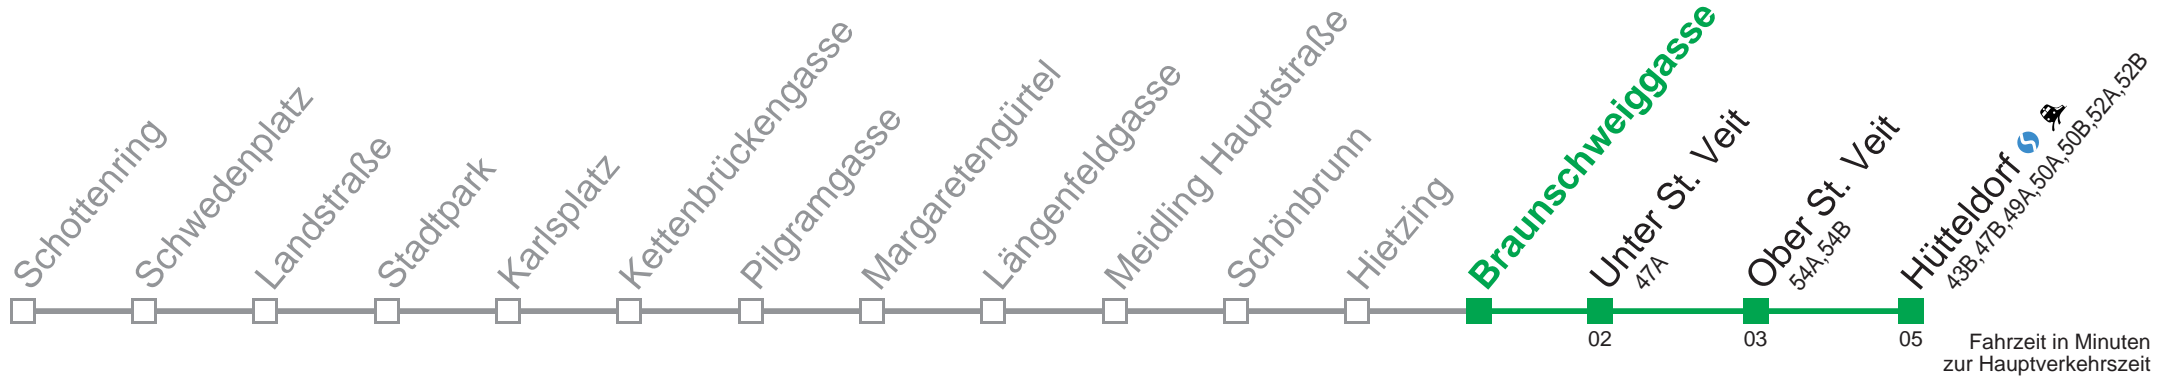 Schottenring
Schwedenplatz
Landstraße
Stadtpark
Karlsplatz
Kettenbrückengasse
Pilgramgasse
Margaretengürtel
Längenfeldgasse
Meidling Hauptstraße
Schönbrunn
Hietzing
Braunschweiggasse
Unter St. Veit
47A
Ober St. Veit
54A,54B
Hütteldorf
43B,47B,49A,50A,50B,52A,52B
02
03
05
Fahrzeit in Minuten
zur Hauptverkehrszeit